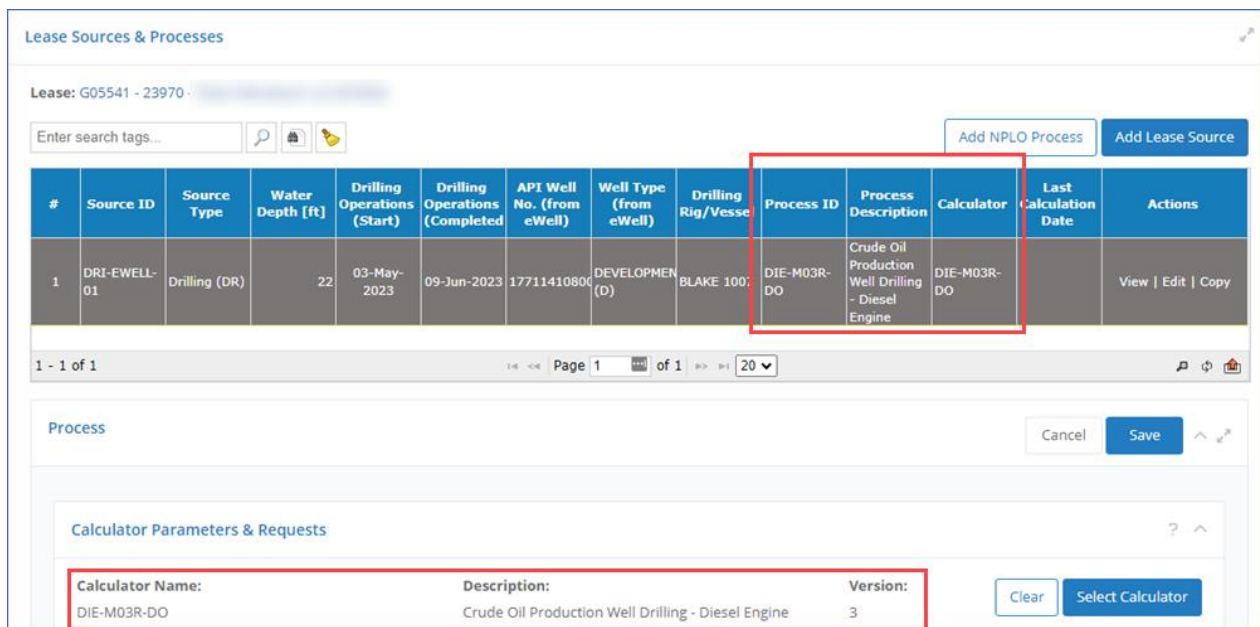 Lease Sources & Processes
Lease: G05541 - 23970 -
Enter search tags...
Add NPLO Process
Add Lease Source
# Source ID Source Type Water Depth [ft] Drilling Operations (Start) Drilling Operations (Completed API Well No. (from eWell) Well Type (from eWell) Drilling Rig/Vessel Process ID Process Description Calculator Last Calculation Date Actions
1 DRI-EWELL-01 Drilling (DR) 22 03-May-2023 09-Jun-2023 1771141080 DEVELOPMEN (D) BLAKE 1007 DIE-M03R-DO Crude Oil Production Well Drilling - Diesel Engine DIE-M03R-DO View | Edit | Copy
1 - 1 of 1 Page 1 of 1 20
Process Cancel Save
Calculator Parameters & Requests ?
Calculator Name: Description: Version:
DIE-M03R-DO Crude Oil Production Well Drilling - Diesel Engine 3
Clear Select Calculator